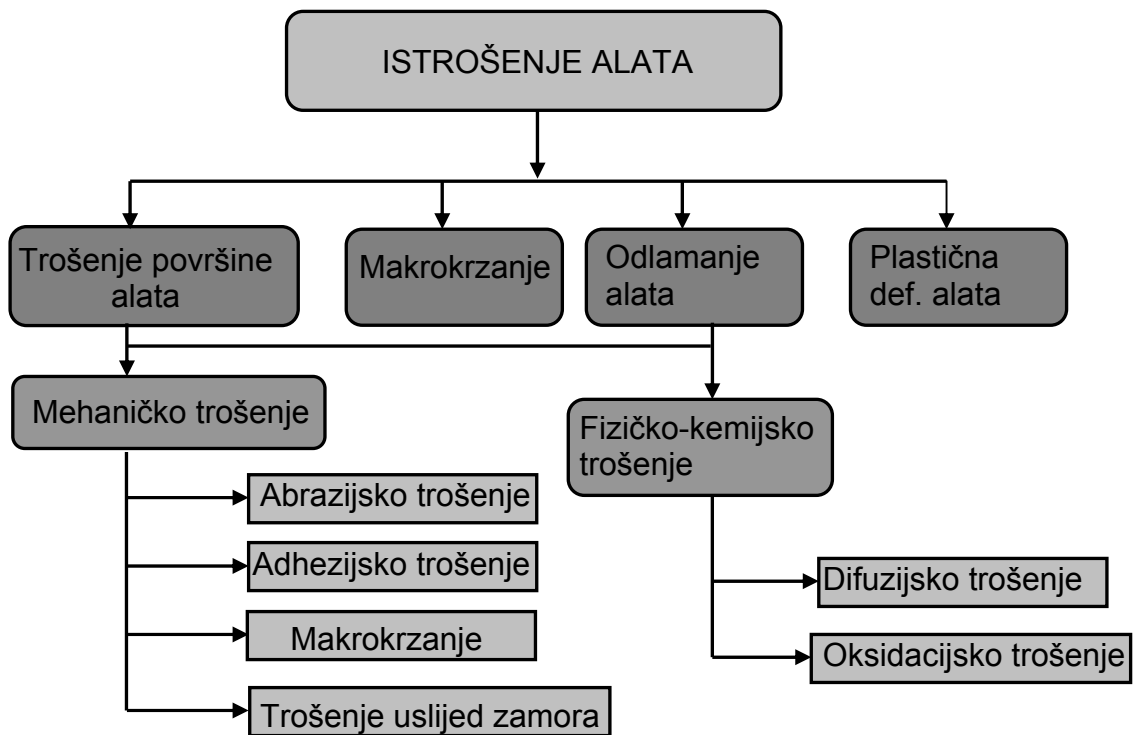 ISTROŠENJE ALATA
Trošenje površine
alata
Makrokrzanje
Odlamanje
alata
Plastična
def. alata
Mehaničko trošenje
Fizičko-kemijsko
trošenje
Abrazijsko trošenje
Adhezijsko trošenje
Makrokrzanje
Trošenje uslijed zamora
Difuzijsko trošenje
Oksidacijsko trošenje